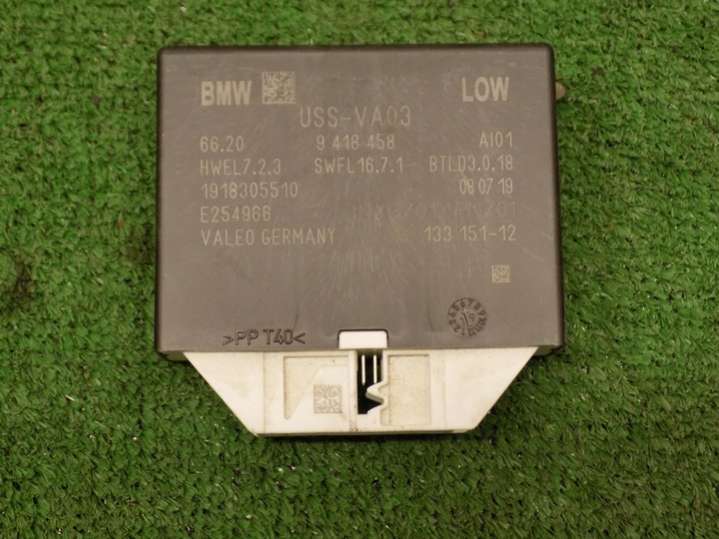 BMW LOW
USS-VA03
66.20 9 418 458 AI01
HWEL7.2.3 SWFL16.7.1 BTLD3.0.18
1918305510 08 07 19
E254966
VALEO GERMANY 133 151-12
>PP T40<